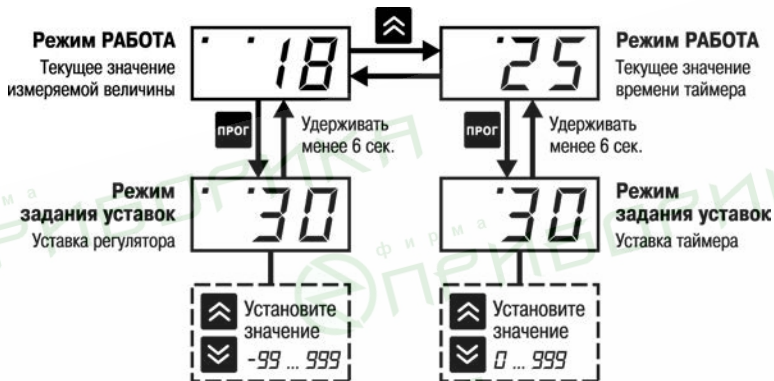 Режим РАБОТА
Текущее значение
измеряемой величины
18
25
Режим РАБОТА
Текущее значение
времени таймера
ПРОГ
Удерживать
менее 6 сек.
ПРОГ
Удерживать
менее 6 сек.
Режим
задания уставок
Уставка регулятора
30
30
Режим
задания уставок
Уставка таймера
Установите
значение
-99 ... 999
Установите
значение
0 ... 999
фирма
ПРИБОРИКА